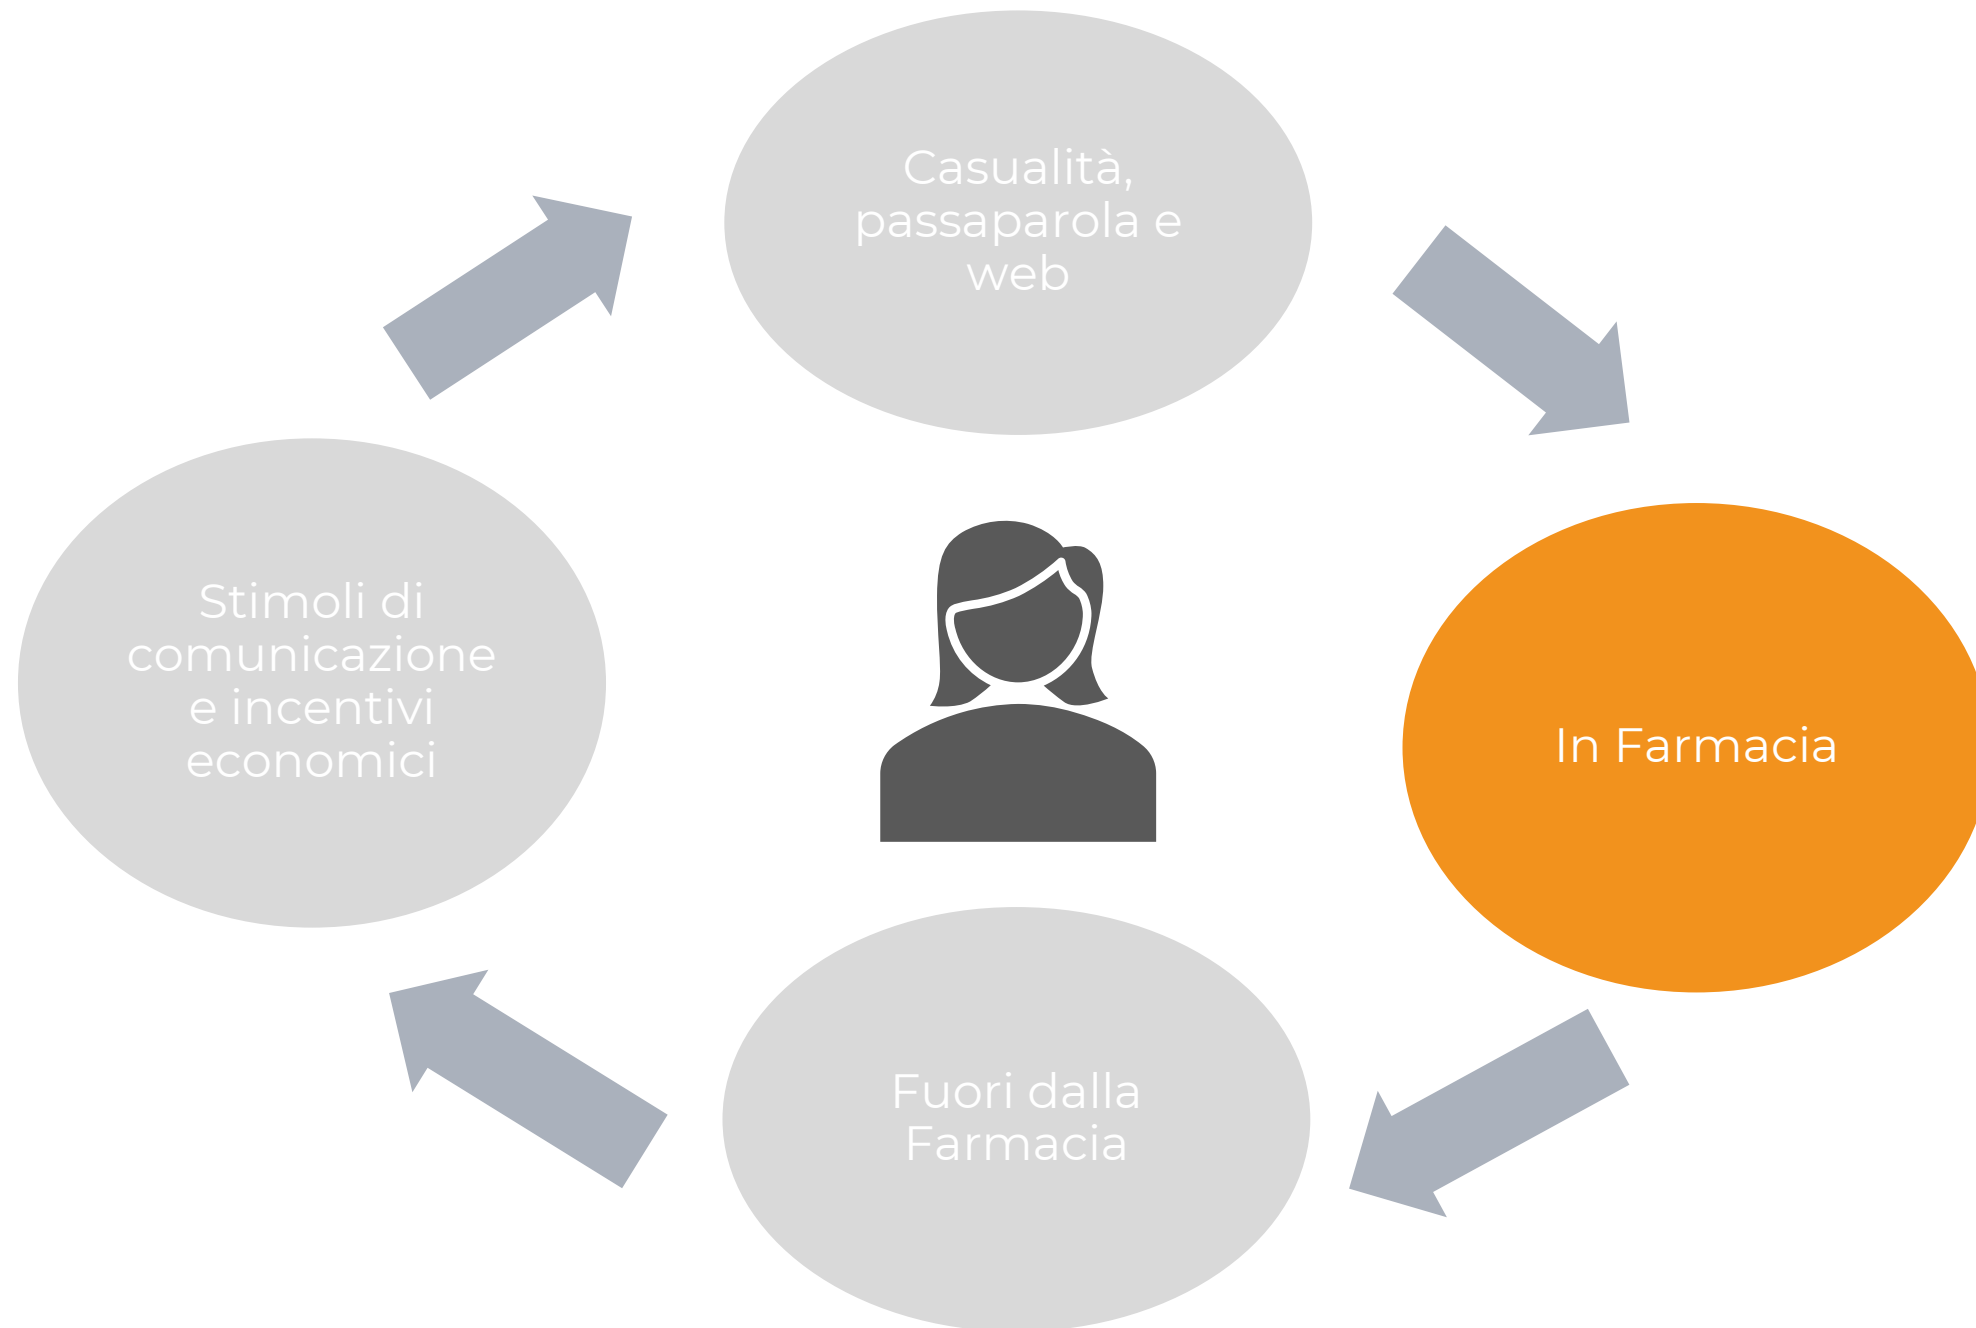 Casualità,
passaparola e
web
Stimoli di
comunicazione
e incentivi
economici
In Farmacia
Fuori dalla
Farmacia